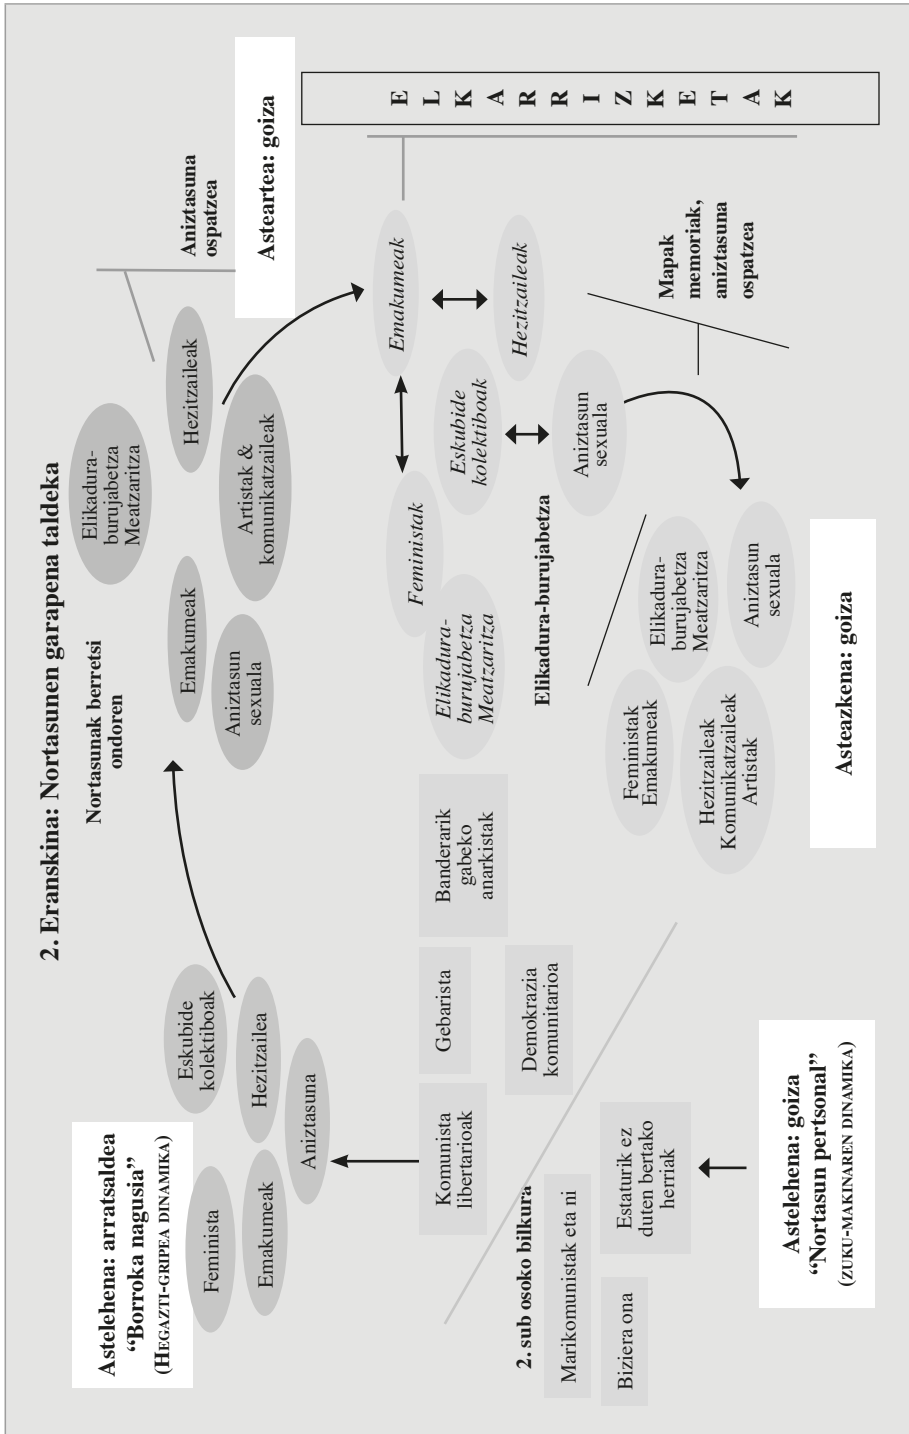 2. Eranskina: Nortasunen garapena taldeka
Astelehena: arratsaldea
“Borroka nagusia”
(HEGAZTI-GRIPEA DINAMIKA)
Feminista
Emakumeak
Eskubide
kolektiboak
Hezitzailea
Aniztasuna
Nortasunak berretsi
ondoren
Elikadura-
burujabetza
Meatzaritza
Emakumeak
Hezitzaileak
Aniztasun
sexuala
Artistak &
komunikatzaileak
Aniztasuna
ospatzea
Asteartea: goiza
Komunista
libertarioak
Gebarista
Banderarik
gabeko
anarkistak
Demokrazia
komunitarioa
Elikadura-
burujabetza
Meatzaritza
Feministak
Emakumeak
Eskubide
kolektiboak
Hezitzaileak
Elikadura-burujabetza
Aniztasun
sexuala
ELKARRIZKETAK
2. sub osoko bilkura
Marikomunistak eta ni
Biziera ona
Estaturik ez
duten bertako
herriak
Feministak
Emakumeak
Elikadura-
burujabetza
Meatzaritza
Hezitzaileak
Komunikatzaileak
Artistak
Aniztasun
sexuala
Mapak
memoriak,
aniztasuna
ospatzea
Astelehena: goiza
“Nortasun pertsonal”
(ZUKU-MAKINAREN DINAMIKA)
Asteazkena: goiza